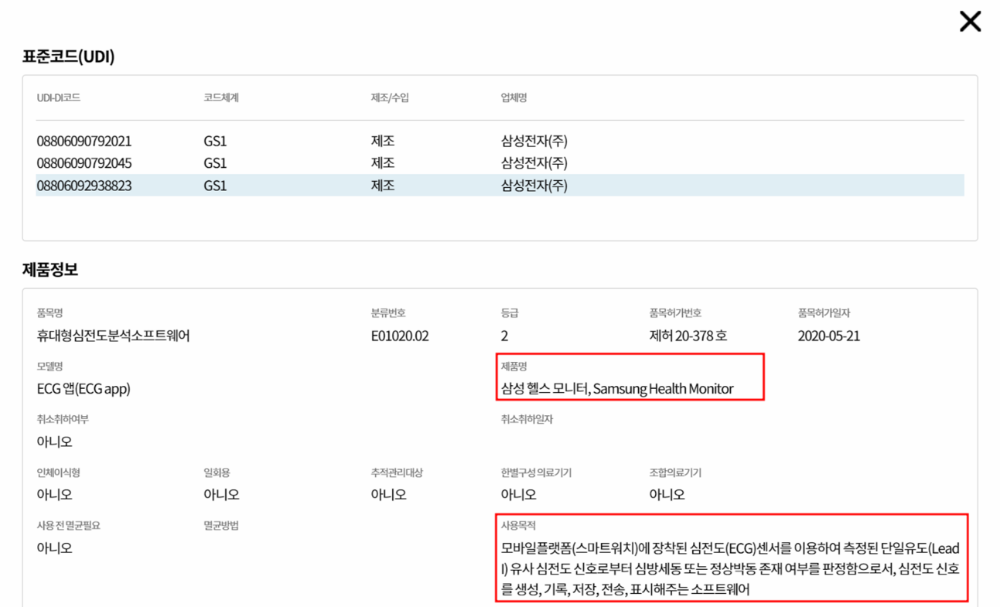 표준코드(UDI)
UDI-DI코드 코드체계 제조/수입 업체명
08806090792021 GS1 제조 삼성전자(주)
08806090792045 GS1 제조 삼성전자(주)
08806092938823 GS1 제조 삼성전자(주)
제품정보
품목명 분류번호 등급 품목허가번호 품목허가일자
휴대형심전도분석소프트웨어 E01020.02 2 제허 20-378 호 2020-05-21
모델명 제품명
ECG 앱(ECG app) 삼성 헬스 모니터, Samsung Health Monitor
취소취하여부 취소취하일자
아니오
인체이식형 일회용 추적관리대상 한벌구성 의료기기 조합의료기기
아니오 아니오 아니오 아니오 아니오
사용 전 멸균필요 멸균방법 사용목적
아니오
모바일플랫폼(스마트워치)에 장착된 심전도(ECG)센서를 이용하여 측정된 단일유도(Lead
I) 유사 심전도 신호로부터 심방세동 또는 정상박동 존재 여부를 판정함으로서, 심전도 신호
를 생성, 기록, 저장, 전송, 표시해주는 소프트웨어